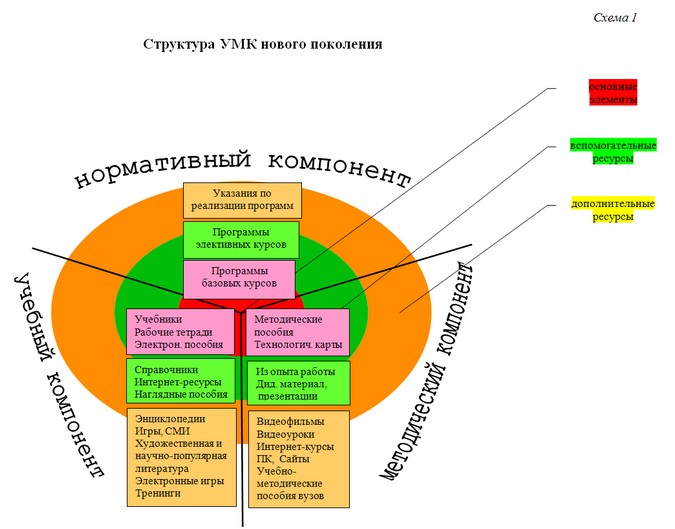 Схема 1
Структура УМК нового поколения
основные
элементы
вспомогательные
ресурсы
дополнительные
ресурсы
нормативный компонент
Указания по
реализации программ
Программы
элективных курсов
Программы
базовых курсов
учебный компонент
Учебники
Рабочие тетради
Электрон. пособия
Справочники
Интернет-ресурсы
Наглядные пособия
Энциклопедии
Игры, СМИ
Художественная и
научно-популярная
литература
Электронные игры
Тренинги
Методические
пособия
Технологич. карты
Из опыта работы
Дид. материал,
презентации
Видеофильмы
Видеоуроки
Интернет-курсы
ПК, Сайты
Учебно-
методические
пособия вузов
методический компонент